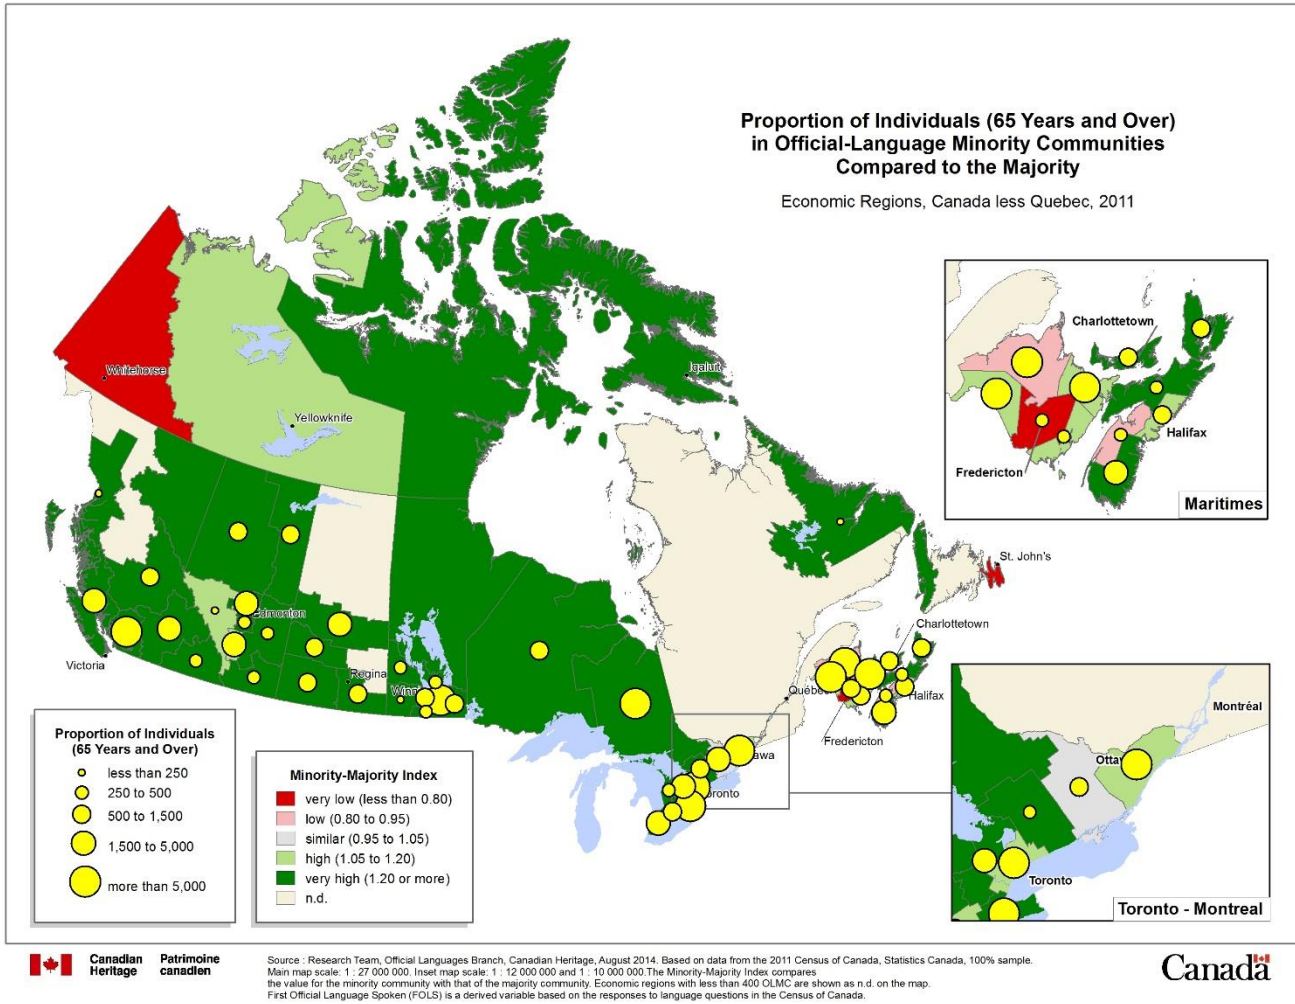 Proportion of Individuals (65 Years and Over)
in Official-Language Minority Communities
Compared to the Majority
Economic Regions, Canada less Quebec, 2011
Whitehorse
Yellowknife
Iqaluit
Edmonton
Victoria
Regina
St. John's
Charlottetown
Québec
Halifax
Fredericton
Charlottetown
Halifax
Fredericton
Maritimes
Montréal
Toronto
Toronto - Montreal
Proportion of Individuals
(65 Years and Over)
less than 250
250 to 500
500 to 1,500
1,500 to 5,000
more than 5,000
Minority-Majority Index
very low (less than 0.80)
low (0.80 to 0.95)
similar (0.95 to 1.05)
high (1.05 to 1.20)
very high (1.20 or more)
n.d.
Canadian Patrimoine
Heritage canadien
Source : Research Team, Official Languages Branch, Canadian Heritage, August 2014. Based on data from the 2011 Census of Canada, Statistics Canada, 100% sample.
Main map scale: 1 : 27 000 000. Inset map scale: 1 : 12 000 000 and 1 : 10 000 000.The Minority-Majority Index compares
the value for the minority community with that of the majority community. Economic regions with less than 400 OLMC are shown as n.d. on the map.
First Official Language Spoken (FOLS) is a derived variable based on the responses to language questions in the Census of Canada.
Canada